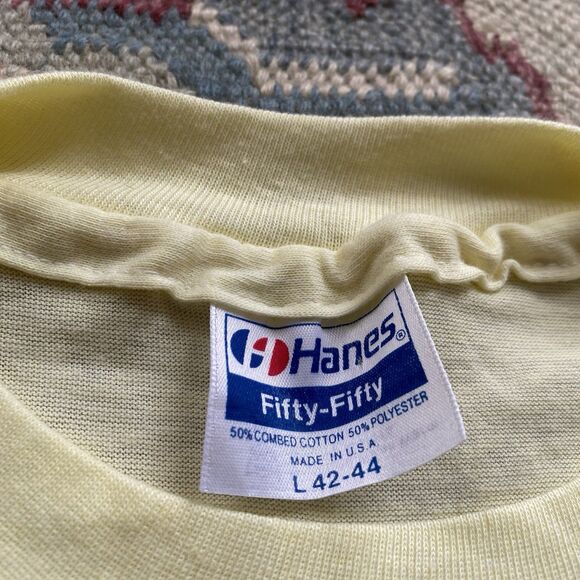 Hanes®
Fifty-Fifty
50% COMBED COTTON 50% POLYESTER
MADE IN U.S.A.
L 42-44